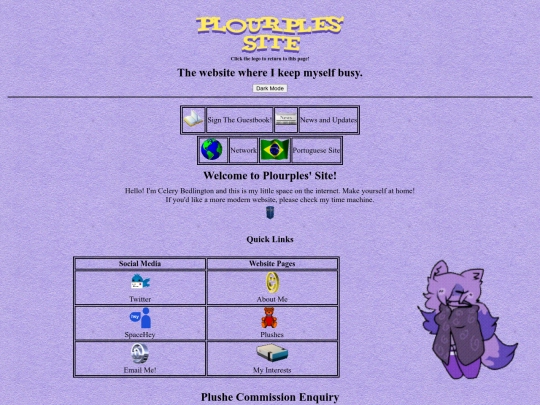 PLOURPLES
SITE
Click the logo to return to this page!
The website where I keep myself busy.
Dark Mode
Sign The Guestbook! News and Updates
Network Portuguese Site
Welcome to Plourples' Site!
Hello! I'm Celery Bedlington and this is my little space on the internet. Make yourself at home!
If you'd like a more modern website, please check my time machine.
Quick Links
Social Media Website Pages
Twitter About Me
SpaceHey Plushes
Email Me! My Interests
Plushe Commission Enquiry